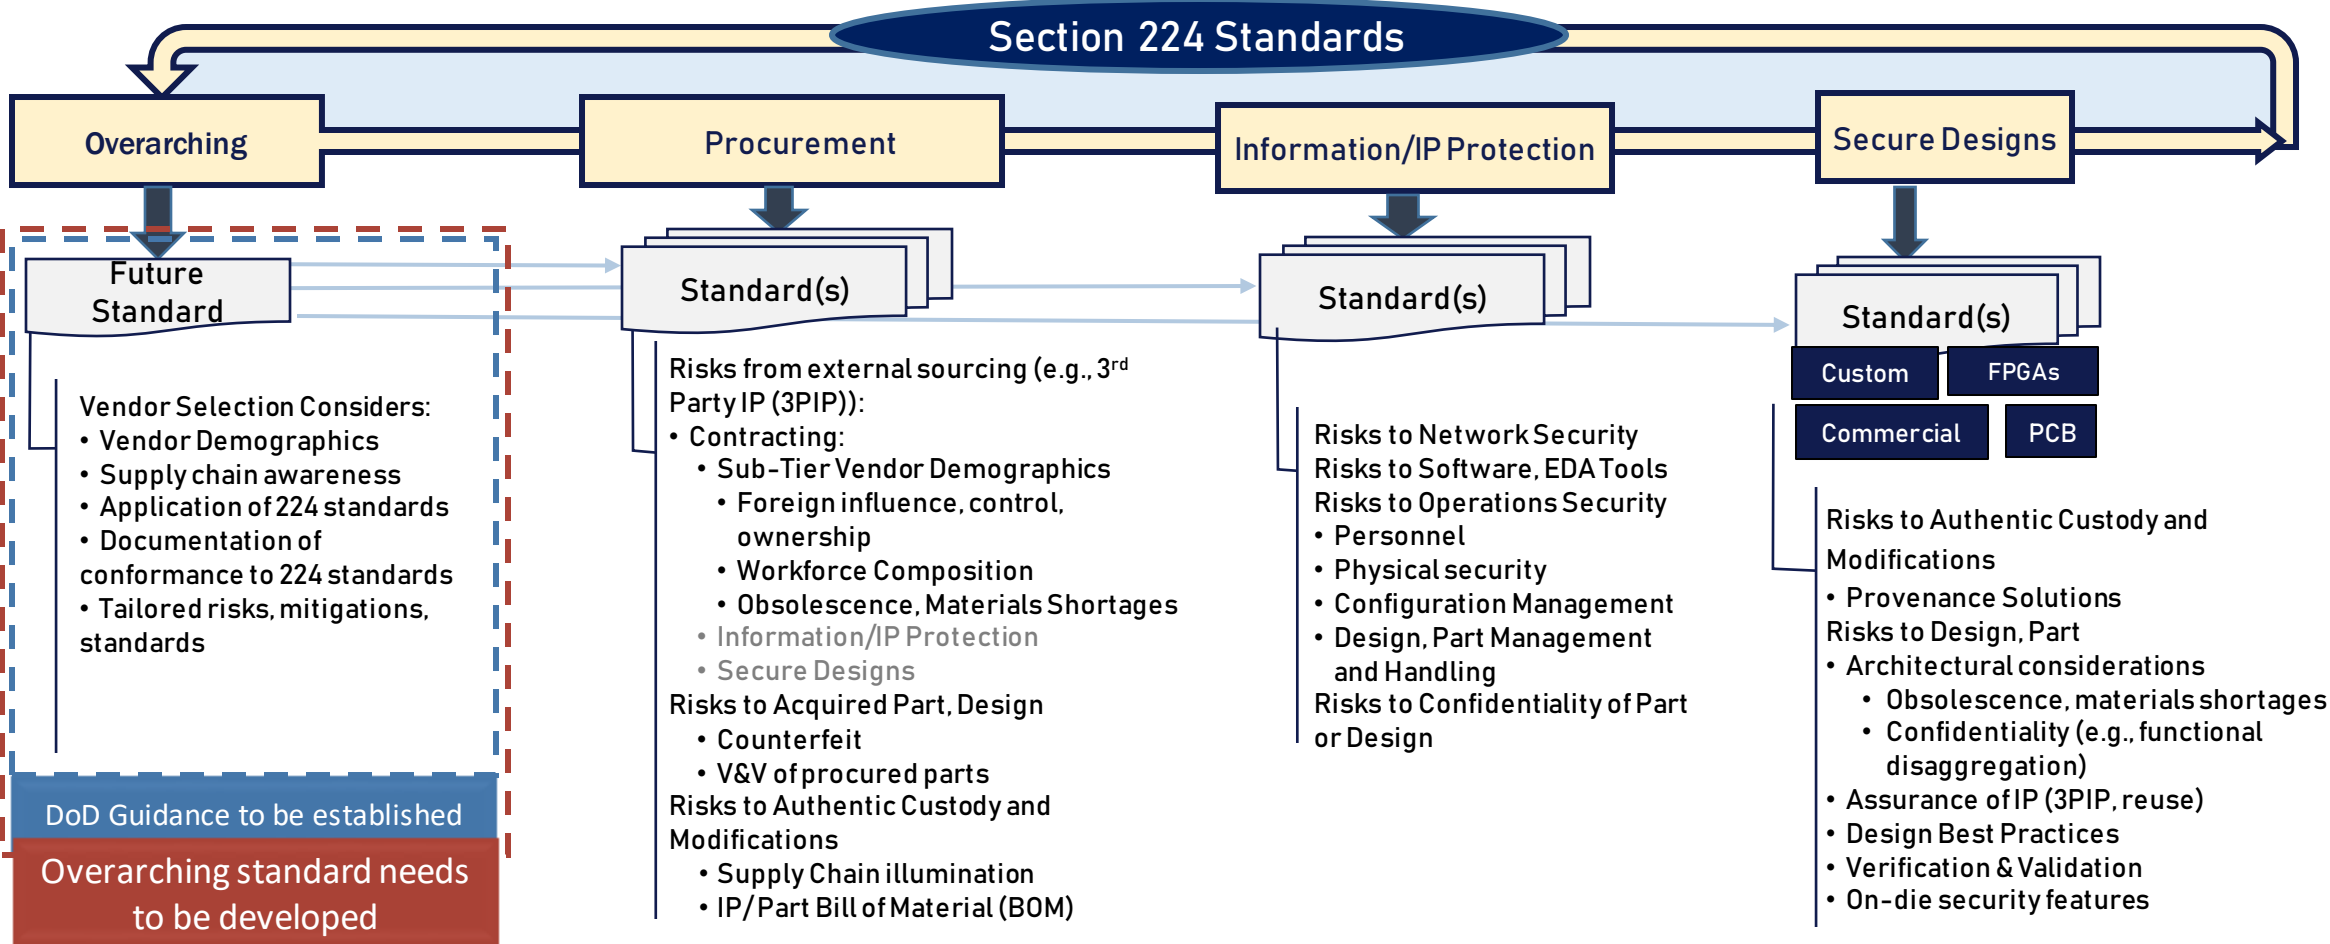 Section 224 Standards
Overarching
Procurement
Information/IP Protection
Secure Designs
Future
Standard
Vendor Selection Considers:
• Vendor Demographics
• Supply chain awareness
• Application of 224 standards
• Documentation of
conformance to 224 standards
• Tailored risks, mitigations,
standards
DoD Guidance to be established
Overarching standard needs
to be developed
Standard(s)
Risks from external sourcing (e.g., 3rd
Party IP (3PIP)):
• Contracting:
• Sub-Tier Vendor Demographics
• Foreign influence, control,
ownership
• Workforce Composition
• Obsolescence, Materials Shortages
• Information/IP Protection
• Secure Designs
Risks to Acquired Part, Design
• Counterfeit
• V&V of procured parts
Risks to Authentic Custody and
Modifications
• Supply Chain illumination
• IP/Part Bill of Material (BOM)
Standard(s)
Risks to Network Security
Risks to Software, EDA Tools
Risks to Operations Security
• Personnel
• Physical security
• Configuration Management
• Design, Part Management
and Handling
Risks to Confidentiality of Part
or Design
Standard(s)
Custom
FPGAs
Commercial
PCB
Risks to Authentic Custody and
Modifications
• Provenance Solutions
Risks to Design, Part
• Architectural considerations
• Obsolescence, materials shortages
• Confidentiality (e.g., functional
disaggregation)
• Assurance of IP (3PIP, reuse)
• Design Best Practices
• Verification & Validation
• On-die security features